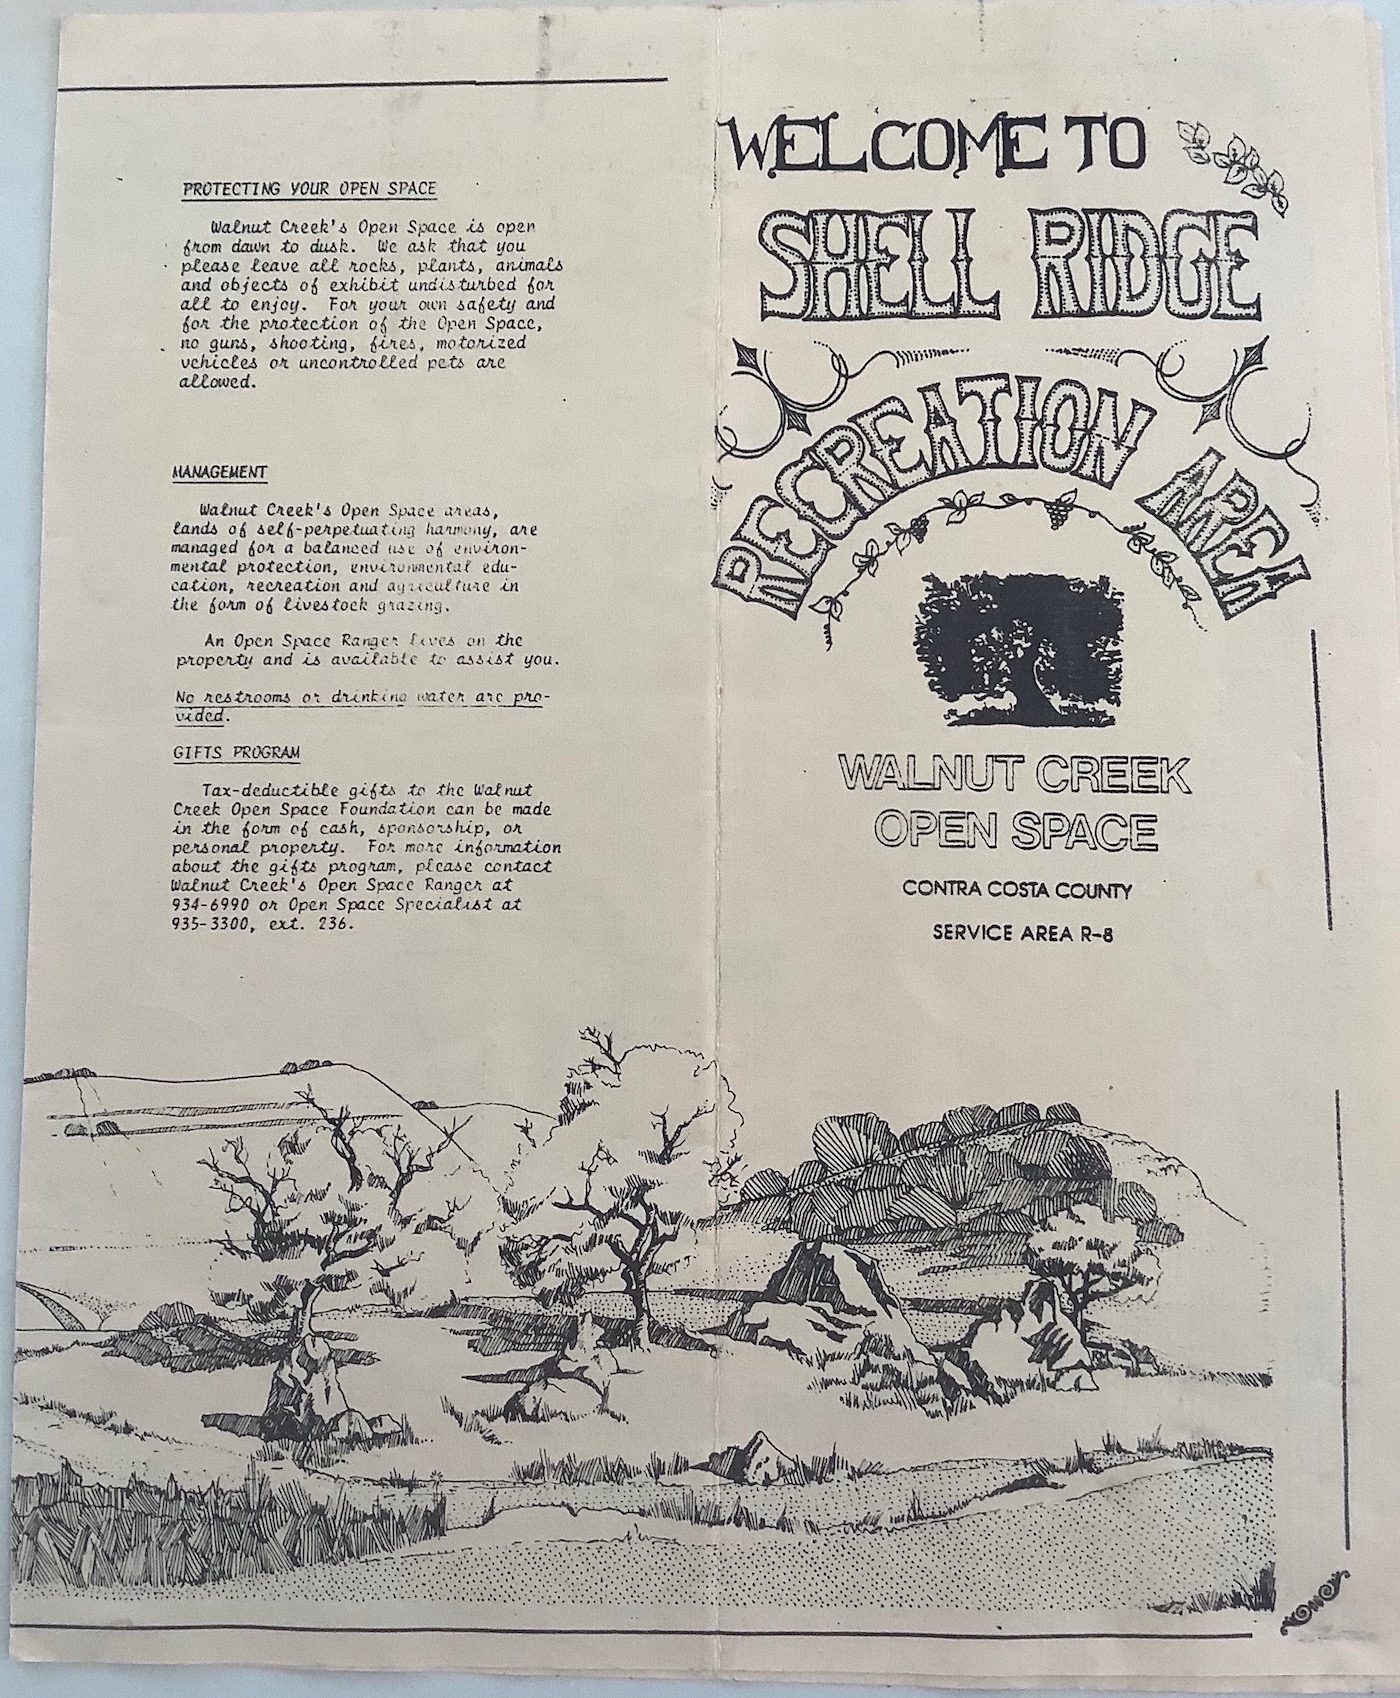 PROTECTING YOUR OPEN SPACE
Walnut Creek's Open Space is open
from dawn to dusk. We ask that you
please leave all rocks, plants, animals
and objects of exhibit undisturbed for
all to enjoy. For your own safety and
for the protection of the Open Space,
no guns, shooting, fires, motorized
vehicles or uncontrolled pets are
allowed.
MANAGEMENT
Walnut Creek's Open Space areas,
lands of self-perpetuating harmony, are
managed for a balanced use of environ-
mental protection, environmental edu-
cation, recreation and agriculture in
the form of livestock grazing.
An Open Space Ranger lives on the
property and is available to assist you.
No restrooms or drinking water are pro-
vided.
GIFTS PROGRAM
Tax-deductible gifts to the Walnut
Creek Open Space Foundation can be made
in the form of cash, sponsorship, or
personal property. For more information
about the gifts program, please contact
Walnut Creek's Open Space Ranger at
934-6990 or Open Space Specialist at
935-3300, ext. 236.
WELCOME TO
SHELL RIDGE
RECREATION AREA
WALNUT CREEK
OPEN SPACE
CONTRA COSTA COUNTY
SERVICE AREA R-8